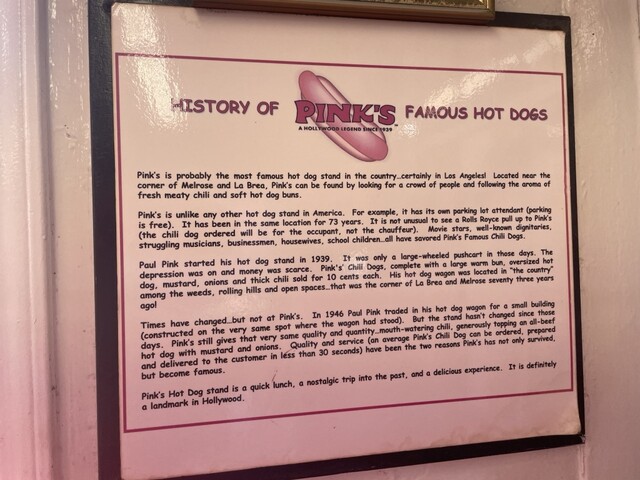 HISTORY OF PINK'S FAMOUS HOT DOGS
A HOLLYWOOD LEGEND SINCE 1939
Pink's is probably the most famous hot dog stand in the country...certainly in Los Angeles! Located near the
corner of Melrose and La Brea, Pink's can be found by looking for a crowd of people and following the aroma of
fresh meaty chili and soft hot dog buns.
Pink's is unlike any other hot dog stand in America. For example, it has its own parking lot attendant (parking
is free). It has been in the same location for 73 years. It is not unusual to see a Rolls Royce pull up to Pink's
(the chili dog ordered will be for the occupant, not the chauffeur). Movie stars, well-known dignitaries,
struggling musicians, businessmen, housewives, school children...all have savored Pink's Famous Chili Dogs.
Paul Pink started his hot dog stand in 1939. It was only a large-wheeled pushcart in those days. The
depression was on and money was scarce. Pink's' Chili Dogs, complete with a large warm bun, oversized hot
dog, mustard, onions and thick chili sold for 10 cents each. His hot dog wagon was located in "the country"
among the weeds, rolling hills and open spaces...that was the corner of La Brea and Melrose seventy three years
ago!
Times have changed...but not at Pink's. In 1946 Paul Pink traded in his hot dog wagon for a small building
(constructed on the very same spot where the wagon had stood). But the stand hasn't changed since those
days. Pink's still gives that very same quality and quantity...mouth-watering chili, generously topping an all-beef
hot dog with mustard and onions. Quality and service (an average Pink's Chili Dog can be ordered, prepared
and delivered to the customer in less than 30 seconds) have been the two reasons Pink's has not only survived,
but become famous.
Pink's Hot Dog stand is a quick lunch, a nostalgic trip into the past, and a delicious experience. It is definitely
a landmark in Hollywood.